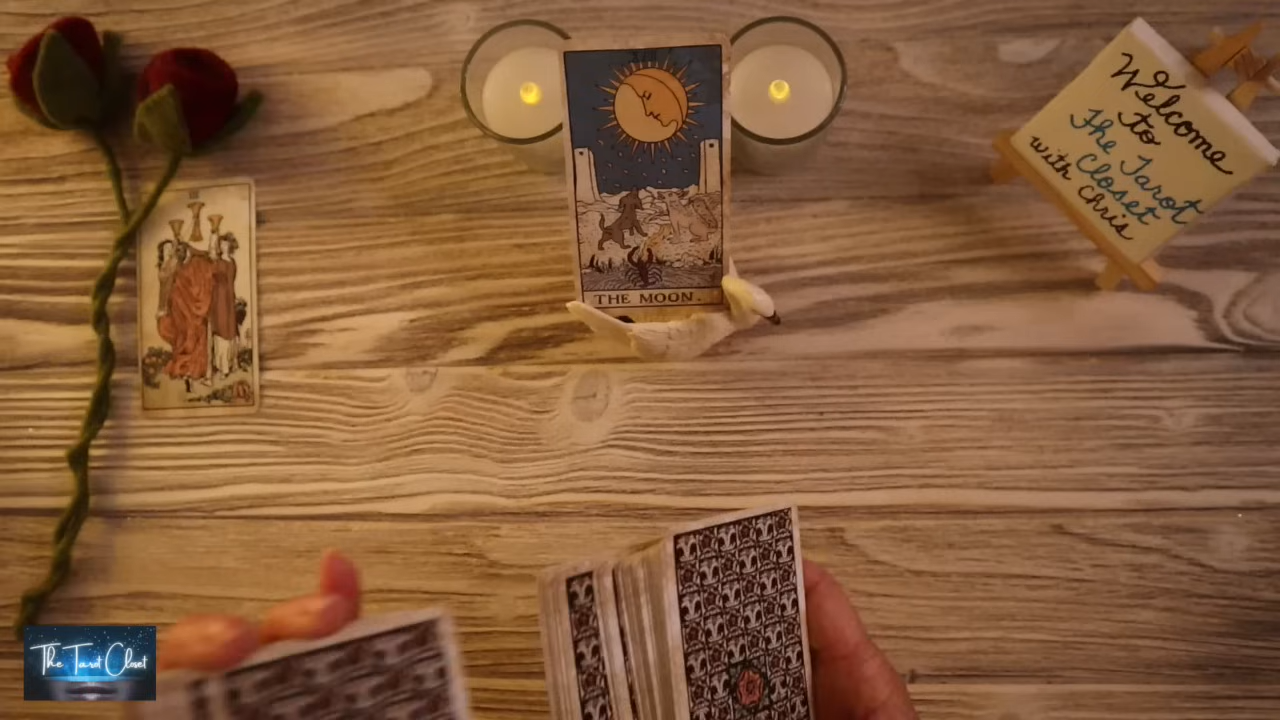 THE MOON.
Welcome
to
The Tarot
Closet
with Chris
The Tarot Closet